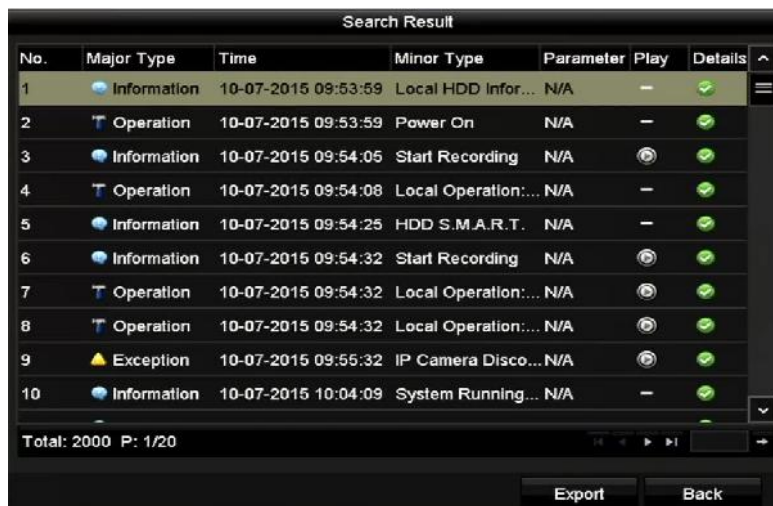 Search Result
No. Major Type Time Minor Type Parameter Play Details
1 Information 10-07-2015 09:53:59 Local HDD Infor... N/A
2 Operation 10-07-2015 09:53:59 Power On N/A
3 Information 10-07-2015 09:54:05 Start Recording N/A
4 Operation 10-07-2015 09:54:08 Local Operation:... N/A
5 Information 10-07-2015 09:54:25 HDD S.M.A.R.T. N/A
6 Information 10-07-2015 09:54:32 Start Recording N/A
7 Operation 10-07-2015 09:54:32 Local Operation:... N/A
8 Operation 10-07-2015 09:54:32 Local Operation:... N/A
9 Exception 10-07-2015 09:55:32 IP Camera Disco... N/A
10 Information 10-07-2015 10:04:09 System Running... N/A
Total: 2000 P: 1/20
Export Back